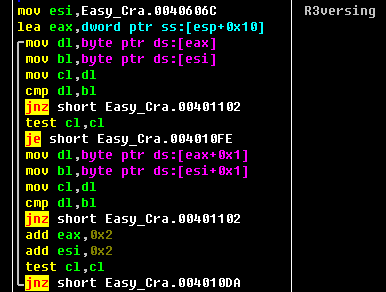 mov esi,Easy_Cra.0040606C R3versing
lea eax,dword ptr ss:[esp+0x10]
mov dl,byte ptr ds:[eax]
mov bl,byte ptr ds:[esi]
mov cl,dl
cmp dl,bl
jnz short Easy_Cra.00401102
test cl,cl
je short Easy_Cra.004010FE
mov dl,byte ptr ds:[eax+0x1]
mov bl,byte ptr ds:[esi+0x1]
mov cl,dl
cmp dl,bl
jnz short Easy_Cra.00401102
add eax,0x2
add esi,0x2
test cl,cl
jnz short Easy_Cra.004010DA